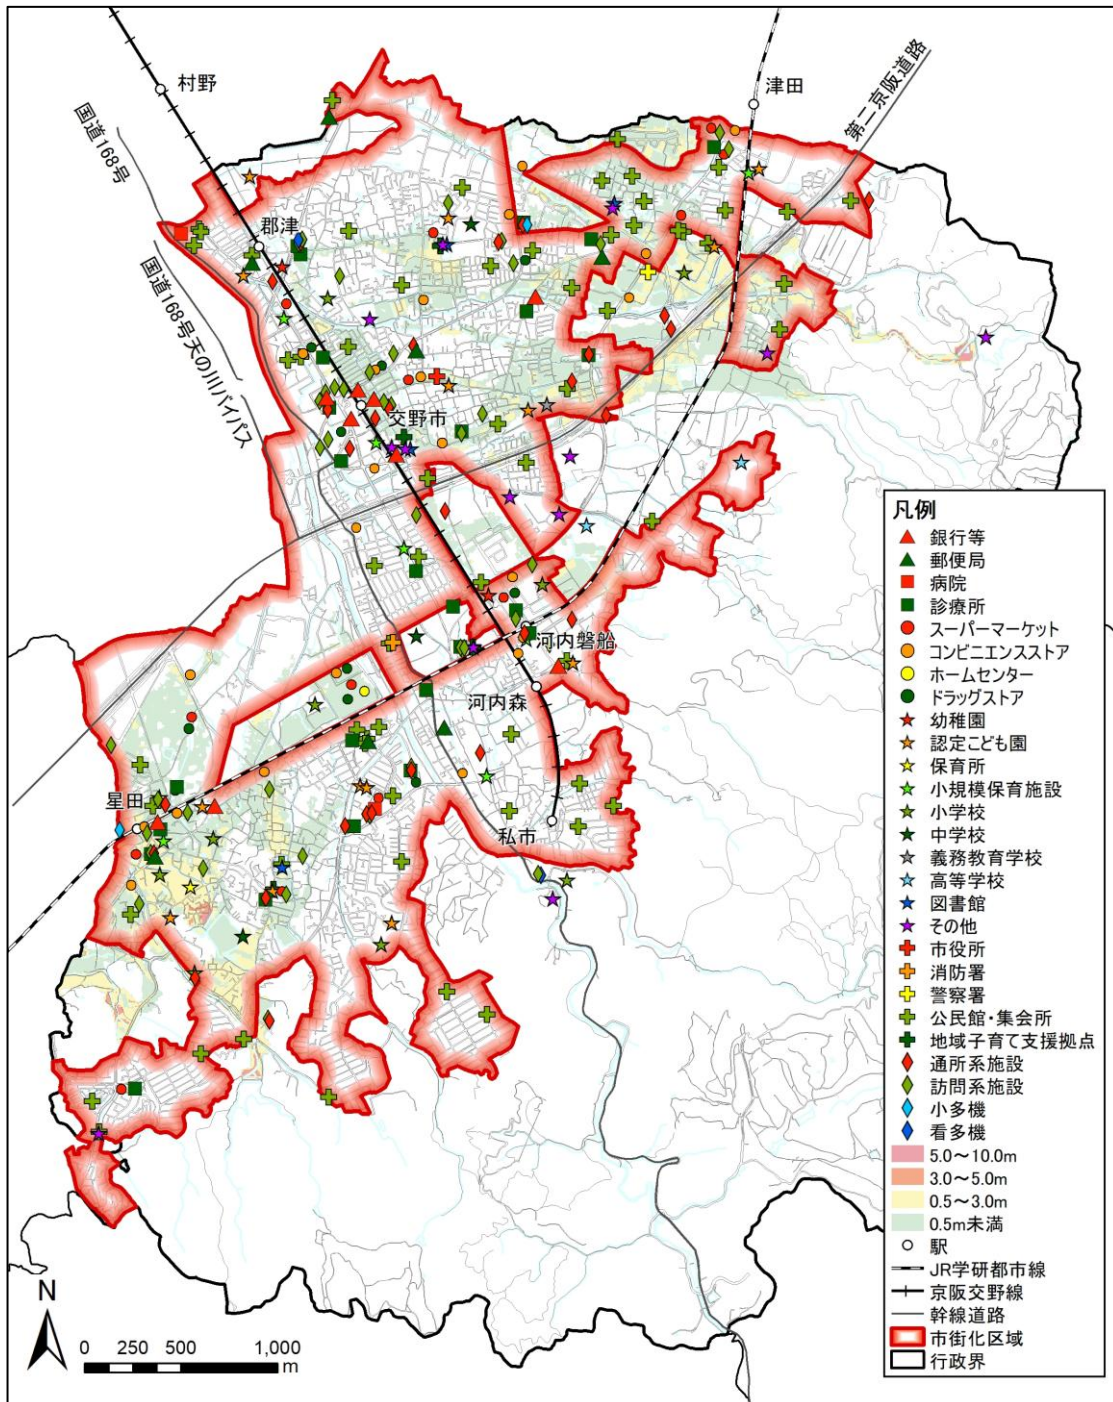 村野
津田
国道168号
第二京阪道路
郡津
国道168号天の川バイパス
交野市
河内磐船
河内森
星田
私市
凡例
銀行等
郵便局
病院
診療所
スーパーマーケット
コンビニエンスストア
ホームセンター
ドラッグストア
幼稚園
認定こども園
保育所
小規模保育施設
小学校
中学校
義務教育学校
高等学校
図書館
その他
市役所
消防署
警察署
公民館・集会所
地域子育て支援拠点
通所系施設
訪問系施設
小多機
看多機
5.0～10.0m
3.0～5.0m
0.5～3.0m
0.5m未満
駅
JR学研都市線
京阪交野線
幹線道路
市街化区域
行政界
N
0 250 500 1,000
m